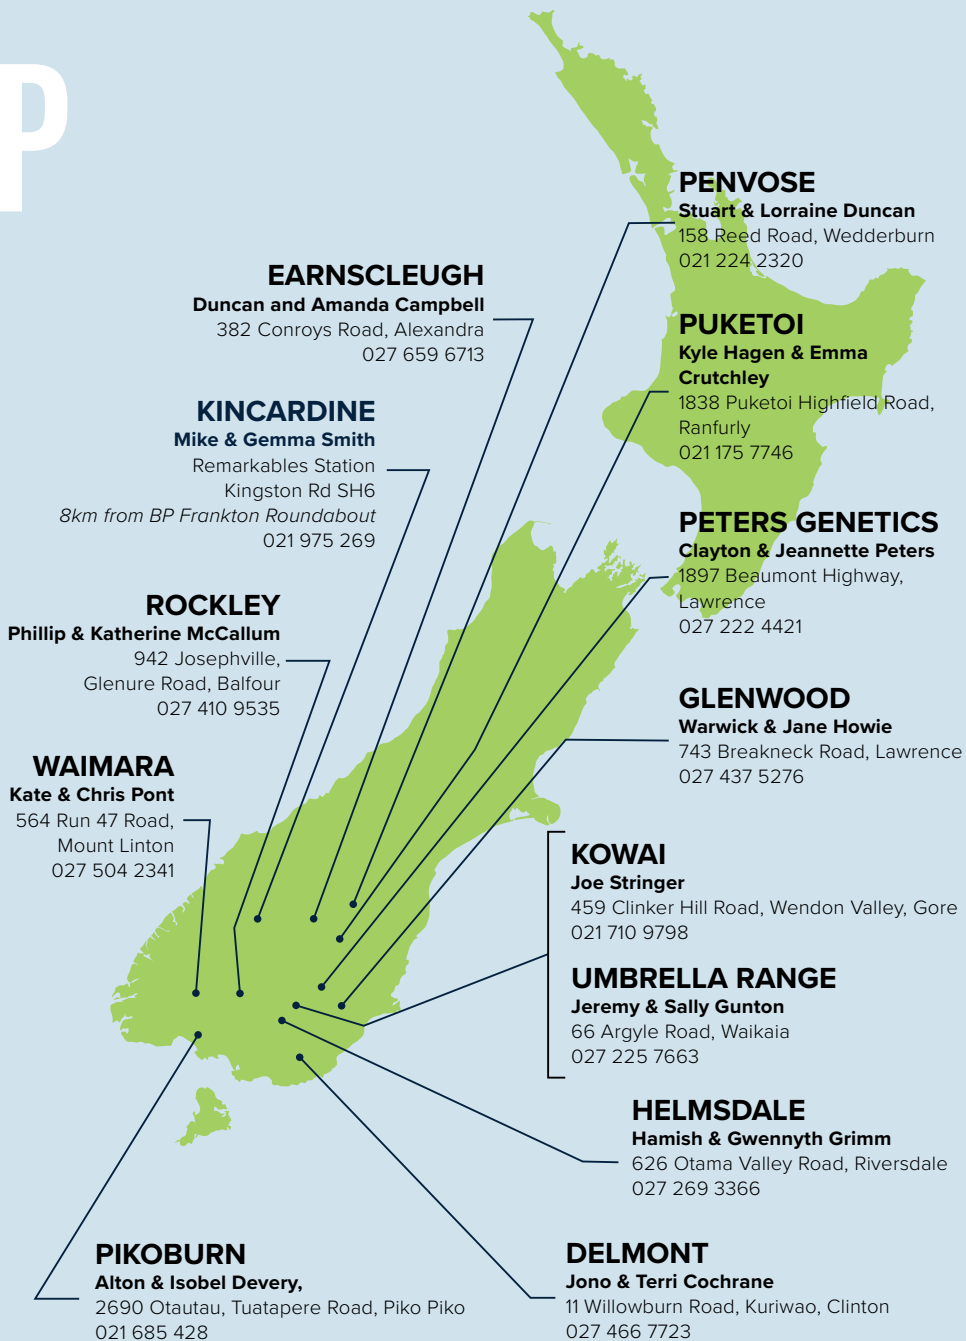 P
PENVOSE
Stuart & Lorraine Duncan
158 Reed Road, Wedderburn
021 224 2320
EARNSCLEUGH
Duncan and Amanda Campbell
382 Conroys Road, Alexandra
027 659 6713
PUKETOI
Kyle Hagen & Emma
Crutchley
1838 Puketoi Highfield Road,
Ranfurly
021 175 7746
KINCARDINE
Mike & Gemma Smith
Remarkables Station
Kingston Rd SH6
8km from BP Frankton Roundabout
021 975 269
PETERS GENETICS
Clayton & Jeannette Peters
1897 Beaumont Highway,
Lawrence
027 222 4421
ROCKLEY
Phillip & Katherine McCallum
942 Josephville,
Glenure Road, Balfour
027 410 9535
GLENWOOD
Warwick & Jane Howie
743 Breakneck Road, Lawrence
027 437 5276
WAIMARA
Kate & Chris Pont
564 Run 47 Road,
Mount Linton
027 504 2341
KOWAI
Joe Stringer
459 Clinker Hill Road, Wendon Valley, Gore
021 710 9798
UMBRELLA RANGE
Jeremy & Sally Gunton
66 Argyle Road, Waikaia
027 225 7663
HELMSDALE
Hamish & Gwennyth Grimm
626 Otama Valley Road, Riversdale
027 269 3366
PIKOBURN
Alton & Isobel Devery,
2690 Otautau, Tuatapere Road, Piko Piko
021 685 428
DELMONT
Jono & Terri Cochrane
11 Willowburn Road, Kuriwao, Clinton
027 466 7723